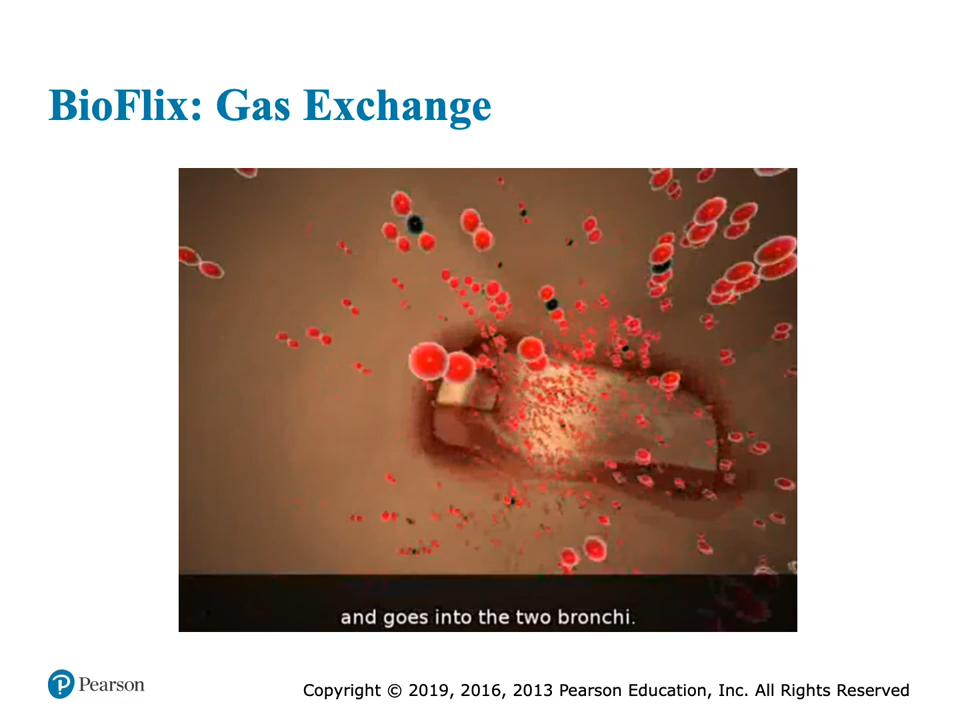 BioFlix: Gas Exchange
and goes into the two bronchi.
Pearson
Copyright © 2019, 2016, 2013 Pearson Education, Inc. All Rights Reserved